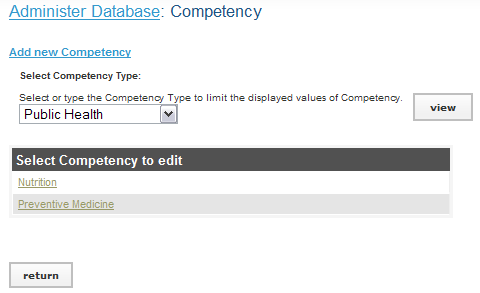 Administer Database: Competency
Add new Competency
Select Competency Type:
Select or type the Competency Type to limit the displayed values of Competency.
Public Health
view
Select Competency to edit
Nutrition
Preventive Medicine
return